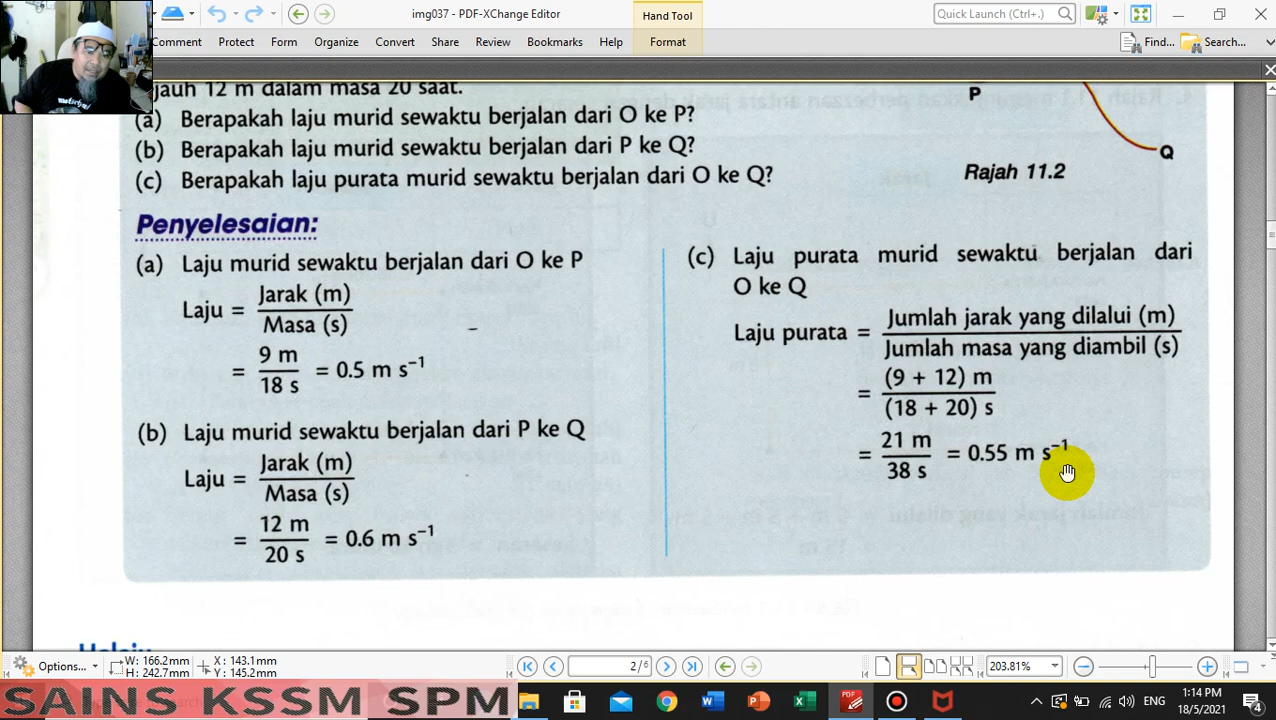 img037 - PDF-XChange Editor
Hand Tool
Quick Launch (Ctrl+.)
Comment Protect Form Organize Convert Share Review Bookmarks Help Format
Find... Search...
jauh 12 m dalam masa 20 saat.
(a) Berapakah laju murid sewaktu berjalan dari O ke P?
(b) Berapakah laju murid sewaktu berjalan dari P ke Q?
(c) Berapakah laju purata murid sewaktu berjalan dari O ke Q?
P
Q
Rajah 11.2
Penyelesaian:
(a) Laju murid sewaktu berjalan dari O ke P
Laju = Jarak (m)
Masa (s)
= 9 m
18 s = 0.5 m s⁻¹
(b) Laju murid sewaktu berjalan dari P ke Q
Laju = Jarak (m)
Masa (s)
= 12 m
20 s = 0.6 m s⁻¹
(c) Laju purata murid sewaktu berjalan dari
O ke Q
Laju purata = Jumlah jarak yang dilalui (m)
Jumlah masa yang diambil (s)
= (9 + 12) m
(18 + 20) s
= 21 m
38 s = 0.55 m s⁻¹
Options...
W: 166.2mm
H: 242.7mm
X: 143.1mm
Y: 145.2mm
2/6
203.81%
SAINS KSSM SPM
ENG
1:14 PM
18/5/2021